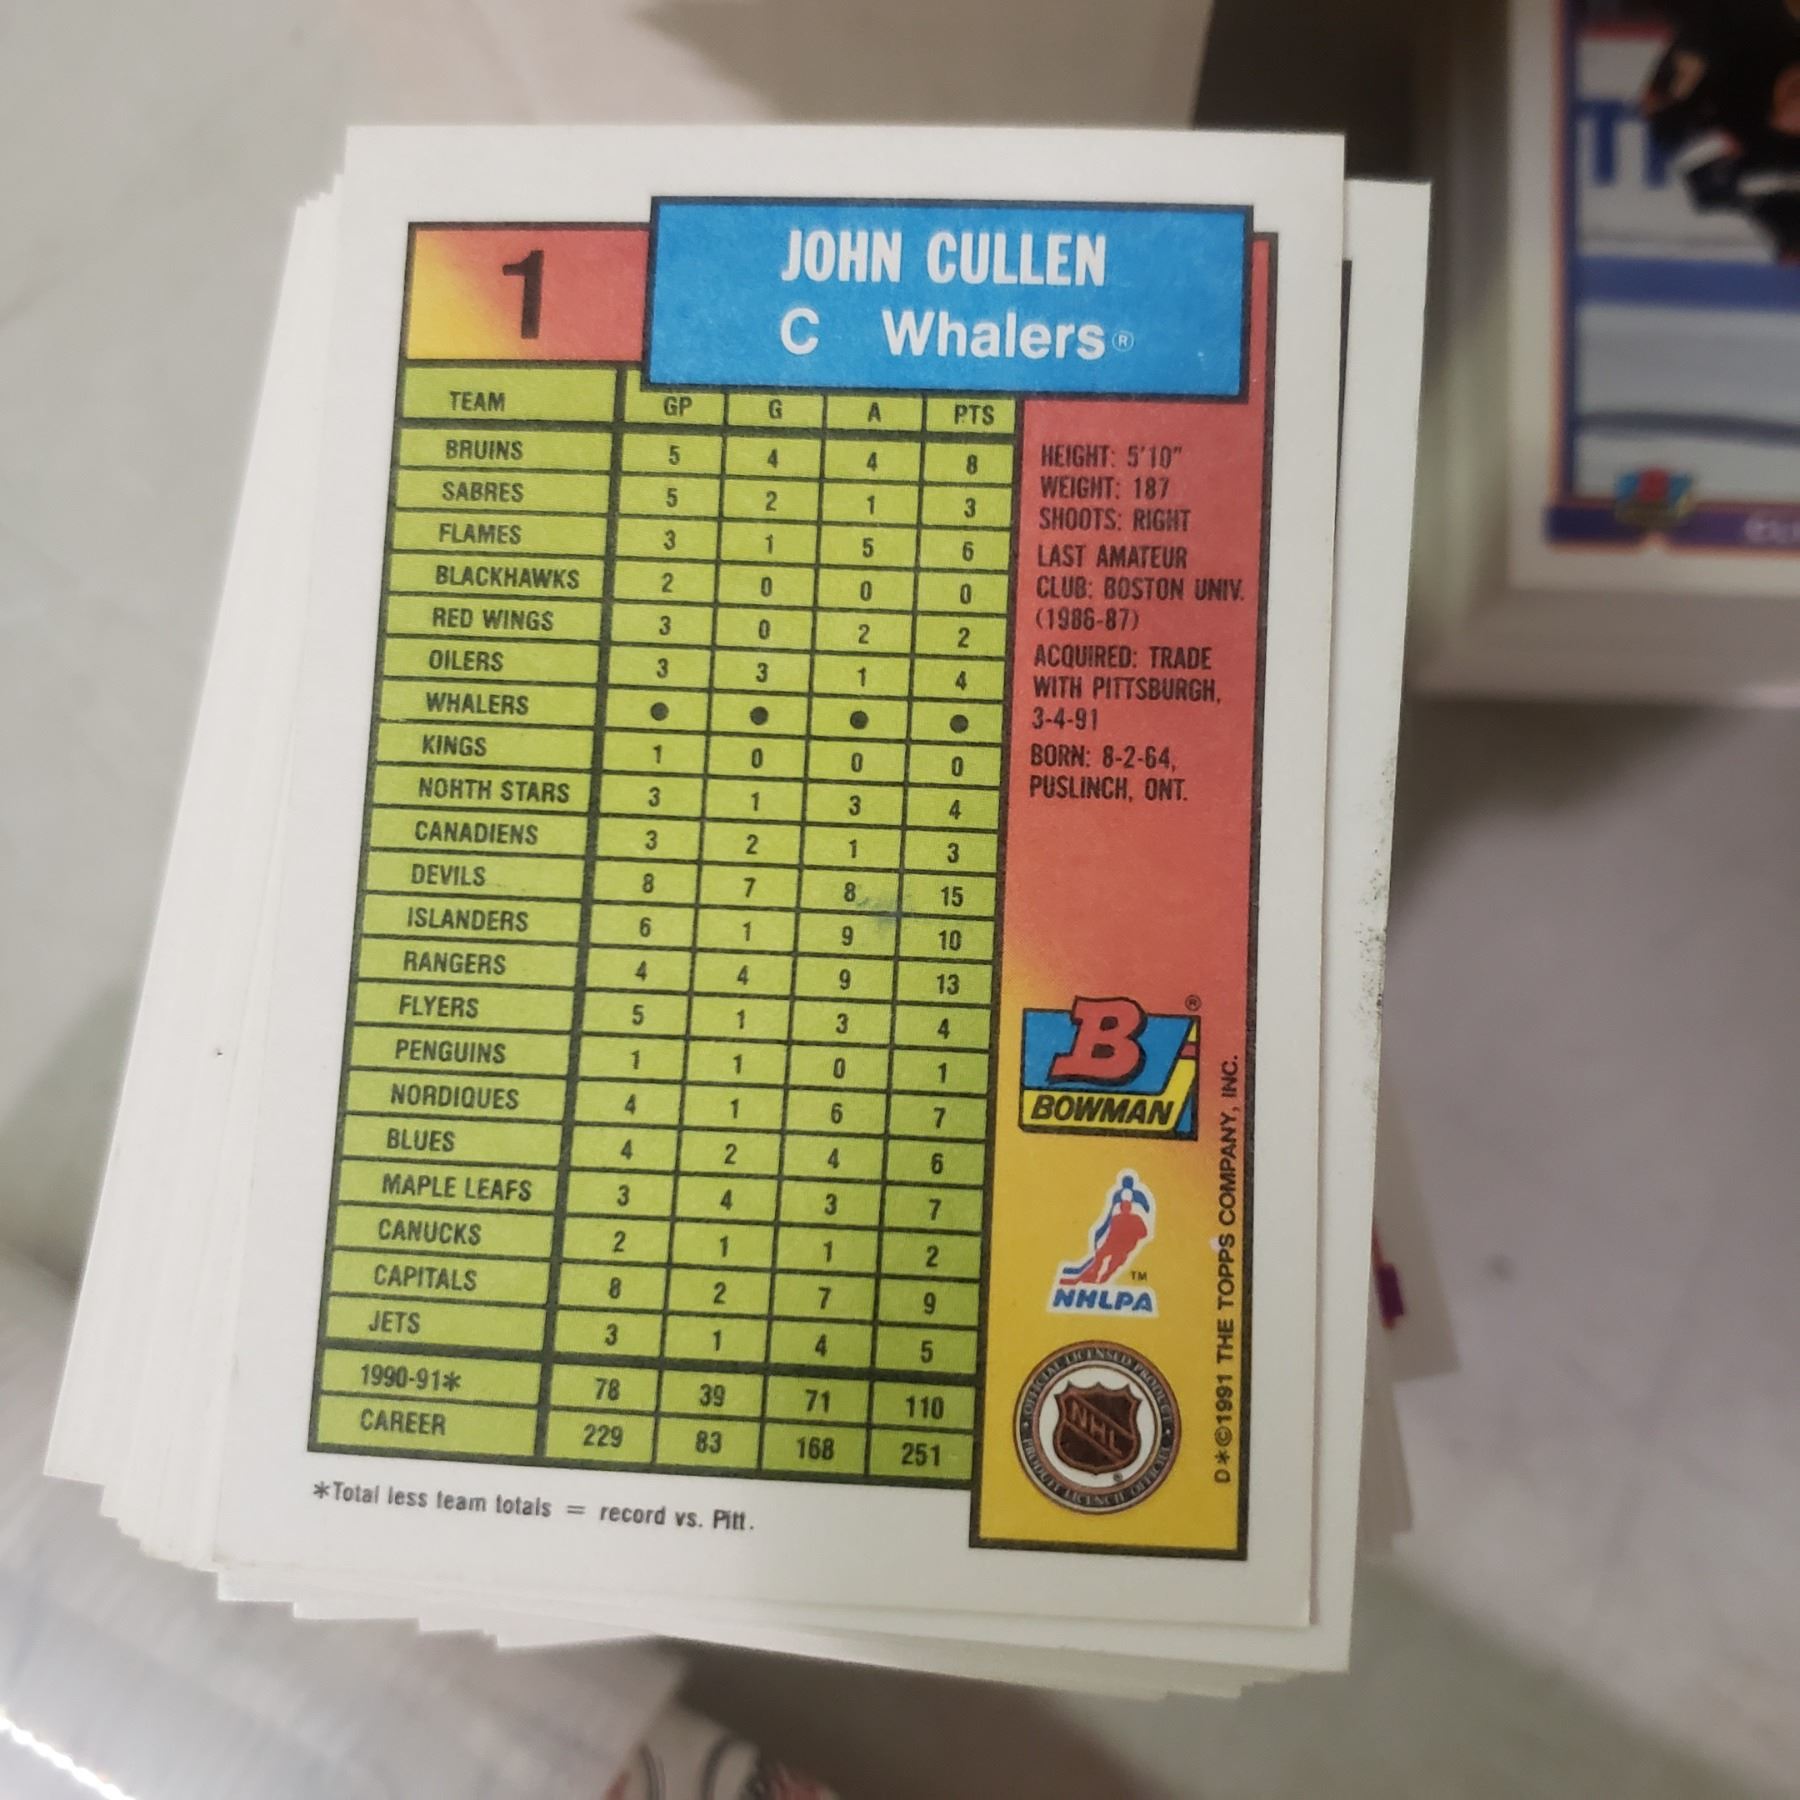 1
JOHN CULLEN
C Whalers®
TEAM GP G A PTS
BRUINS 5 4 4 8
SABRES 5 2 1 3
FLAMES 3 1 5 6
BLACKHAWKS 2 0 0 0
RED WINGS 3 0 2 2
OILERS 3 3 1 4
WHALERS ● ● ● ●
KINGS 1 0 0 0
NORTH STARS 3 1 3 4
CANADIENS 3 2 1 3
DEVILS 8 7 8 15
ISLANDERS 6 1 9 10
RANGERS 4 4 9 13
FLYERS 5 1 3 4
PENGUINS 1 1 0 1
NORDIQUES 4 1 6 7
BLUES 4 2 4 6
MAPLE LEAFS 3 4 3 7
CANUCKS 2 1 1 2
CAPITALS 8 2 7 9
JETS 3 1 4 5
1990-91* 78 39 71 110
CAREER 229 83 168 251
*Total less team totals = record vs. Pitt.
HEIGHT: 5'10"
WEIGHT: 187
SHOOTS: RIGHT
LAST AMATEUR
CLUB: BOSTON UNIV.
(1986-87)
ACQUIRED: TRADE
WITH PITTSBURGH,
3-4-91
BORN: 8-2-64,
PUSLINCH, ONT.
B®
BOWMAN
TM
NHLPA
OFFICIAL LICENSED PRODUCT
NHL®
PRODUIT LICENCIÉ OFFICIEL
D*©1991 THE TOPPS COMPANY, INC.
B